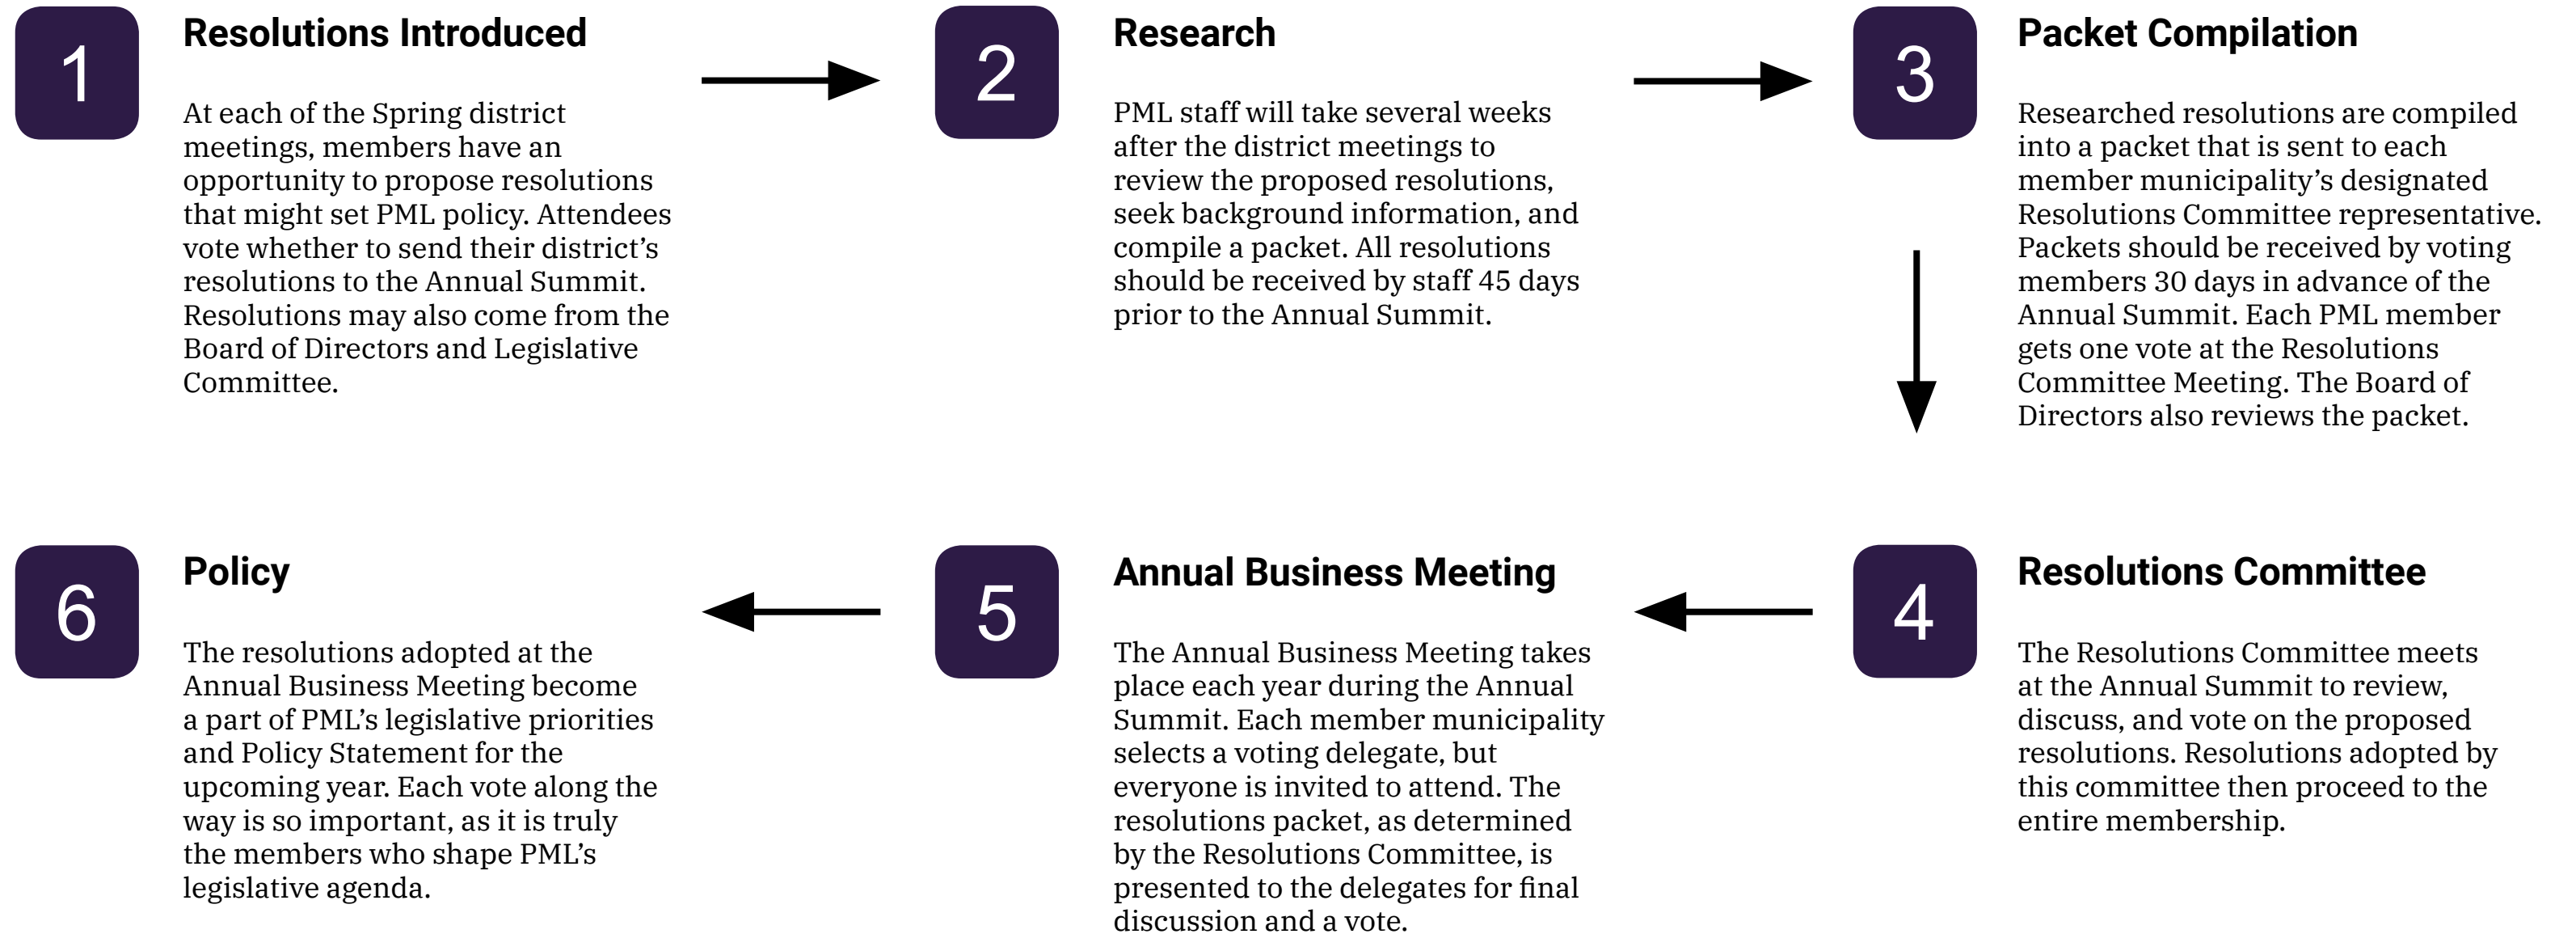 1
Resolutions Introduced
At each of the Spring district
meetings, members have an
opportunity to propose resolutions
that might set PML policy. Attendees
vote whether to send their district’s
resolutions to the Annual Summit.
Resolutions may also come from the
Board of Directors and Legislative
Committee.
2
Research
PML staff will take several weeks
after the district meetings to
review the proposed resolutions,
seek background information, and
compile a packet. All resolutions
should be received by staff 45 days
prior to the Annual Summit.
3
Packet Compilation
Researched resolutions are compiled
into a packet that is sent to each
member municipality’s designated
Resolutions Committee representative.
Packets should be received by voting
members 30 days in advance of the
Annual Summit. Each PML member
gets one vote at the Resolutions
Committee Meeting. The Board of
Directors also reviews the packet.
4
Resolutions Committee
The Resolutions Committee meets
at the Annual Summit to review,
discuss, and vote on the proposed
resolutions. Resolutions adopted by
this committee then proceed to the
entire membership.
5
Annual Business Meeting
The Annual Business Meeting takes
place each year during the Annual
Summit. Each member municipality
selects a voting delegate, but
everyone is invited to attend. The
resolutions packet, as determined
by the Resolutions Committee, is
presented to the delegates for final
discussion and a vote.
6
Policy
The resolutions adopted at the
Annual Business Meeting become
a part of PML’s legislative priorities
and Policy Statement for the
upcoming year. Each vote along the
way is so important, as it is truly
the members who shape PML’s
legislative agenda.